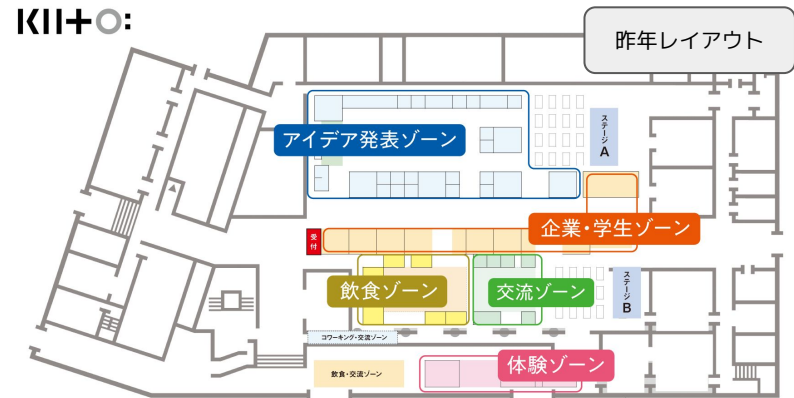 KIITO:
昨年レイアウト
アイデア発表ゾーン
ステージ
A
企業・学生ゾーン
受付
飲食ゾーン
交流ゾーン
ステージ
B
コワーキング・交流ゾーン
飲食・交流ゾーン
体験ゾーン